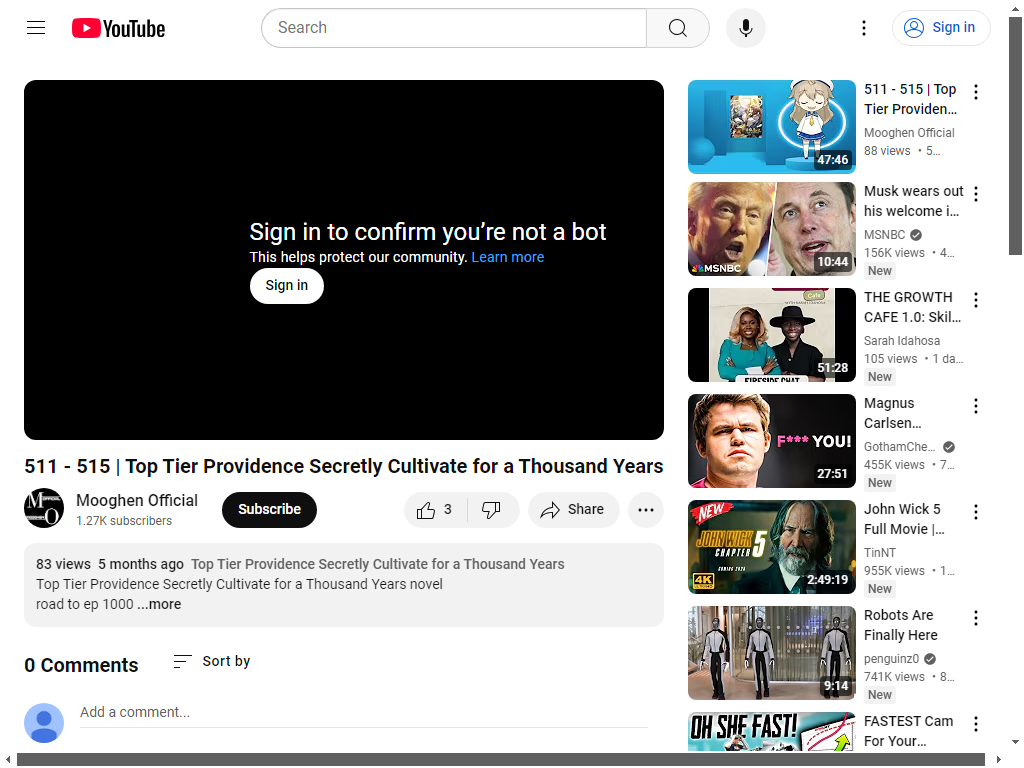 YouTube
Search
Sign in
Sign in to confirm you're not a bot
This helps protect our community. Learn more
Sign in
511 - 515 | Top Tier Providence Secretly Cultivate for a Thousand Years
Mooghen Official
1.27K subscribers
Subscribe
3
Share
83 views 5 months ago Top Tier Providence Secretly Cultivate for a Thousand Years
Top Tier Providence Secretly Cultivate for a Thousand Years novel
road to ep 1000 ...more
0 Comments
Sort by
Add a comment...
47:46
511 - 515 | Top
Tier Providen...
Mooghen Official
88 views • 5...
MSNBC
10:44
Musk wears out
his welcome i...
MSNBC
156K views • 4...
New
Cafe
FIRESIDE CHAT
51:28
THE GROWTH
CAFE 1.0: Skil...
Sarah Idahosa
105 views • 1 da...
New
F*** YOU!
27:51
Magnus
Carlsen...
GothamChe...
455K views • 7...
New
NEW
JOHN WICK 5
CHAPTER
COMING 2025
4K
2:49:19
John Wick 5
Full Movie |...
TinNT
955K views • 1...
New
9:14
Robots Are
Finally Here
penguinz0
741K views • 8...
New
OH SHE FAST!
FASTEST Cam
For Your...